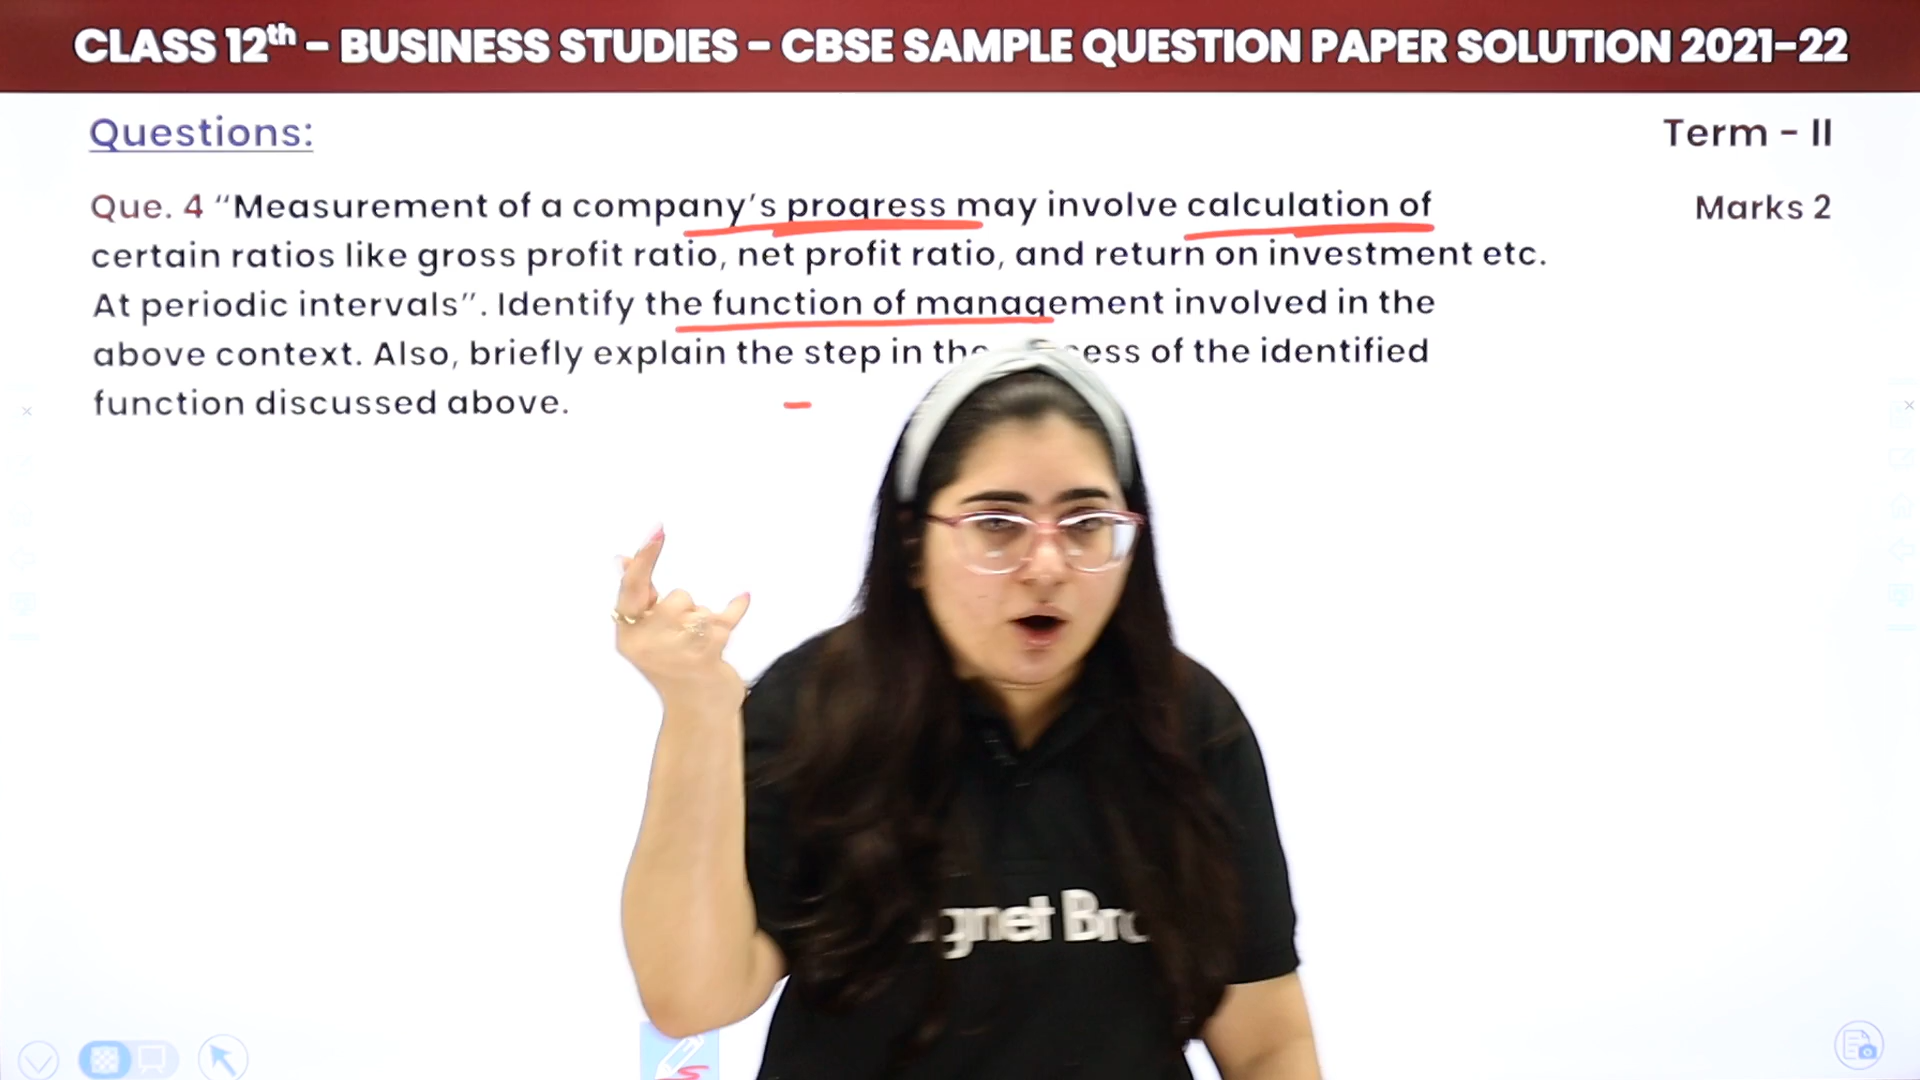 CLASS 12th – BUSINESS STUDIES – CBSE SAMPLE QUESTION PAPER SOLUTION 2021–22
Questions:
Term – II
Que. 4 “Measurement of a company’s progress may involve calculation of
Marks 2
certain ratios like gross profit ratio, net profit ratio, and return on investment etc.
At periodic intervals”. Identify the function of management involved in the
above context. Also, briefly explain the step in the of the identified
function discussed above.